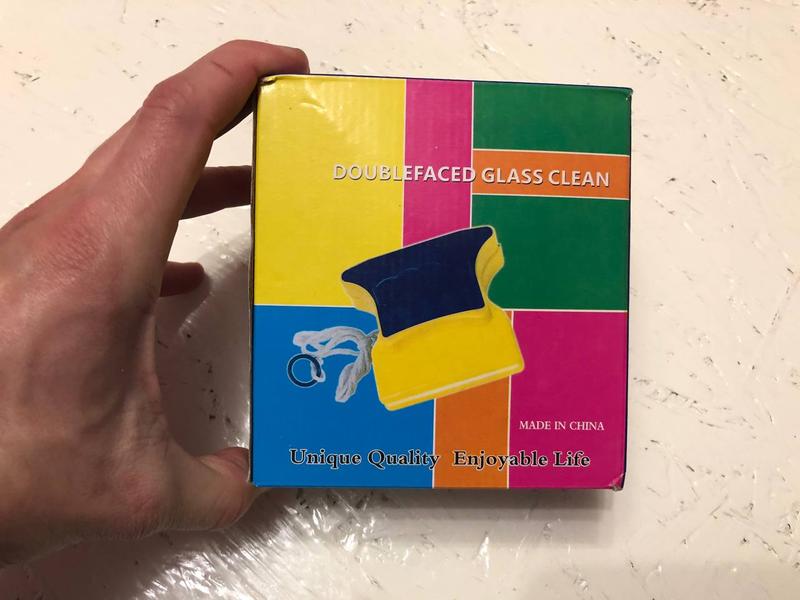 DOUBLEFACED GLASS CLEAN
MADE IN CHINA
Unique Quality Enjoyable Life